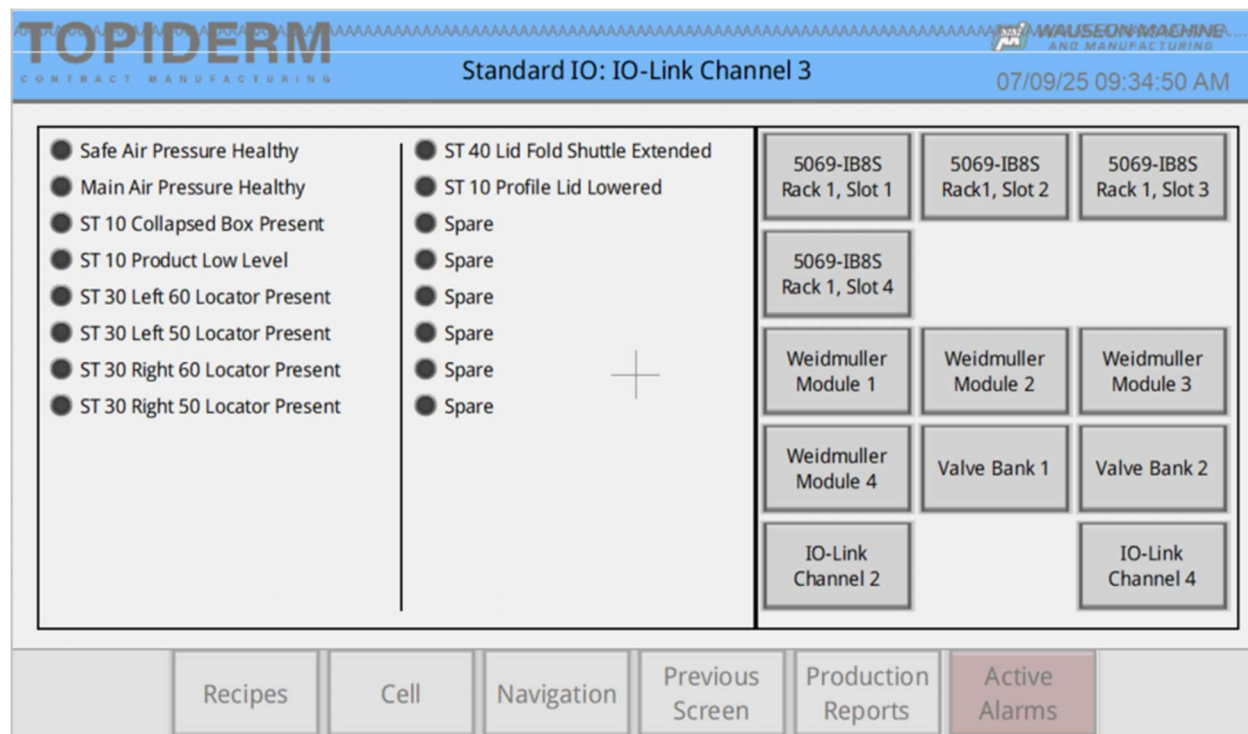 TOPIDERM
CONTRACT MANUFACTURING
WAUSEON MACHINE
AND MANUFACTURING
Standard IO: IO-Link Channel 3
07/09/25 09:34:50 AM
Safe Air Pressure Healthy
Main Air Pressure Healthy
ST 10 Collapsed Box Present
ST 10 Product Low Level
ST 30 Left 60 Locator Present
ST 30 Left 50 Locator Present
ST 30 Right 60 Locator Present
ST 30 Right 50 Locator Present
ST 40 Lid Fold Shuttle Extended
ST 10 Profile Lid Lowered
Spare
Spare
Spare
Spare
Spare
Spare
5069-IB8S
Rack 1, Slot 1
5069-IB8S
Rack1, Slot 2
5069-IB8S
Rack 1, Slot 3
5069-IB8S
Rack 1, Slot 4
Weidmuller
Module 1
Weidmuller
Module 2
Weidmuller
Module 3
Weidmuller
Module 4
Valve Bank 1
Valve Bank 2
IO-Link
Channel 2
IO-Link
Channel 4
Recipes
Cell
Navigation
Previous
Screen
Production
Reports
Active
Alarms